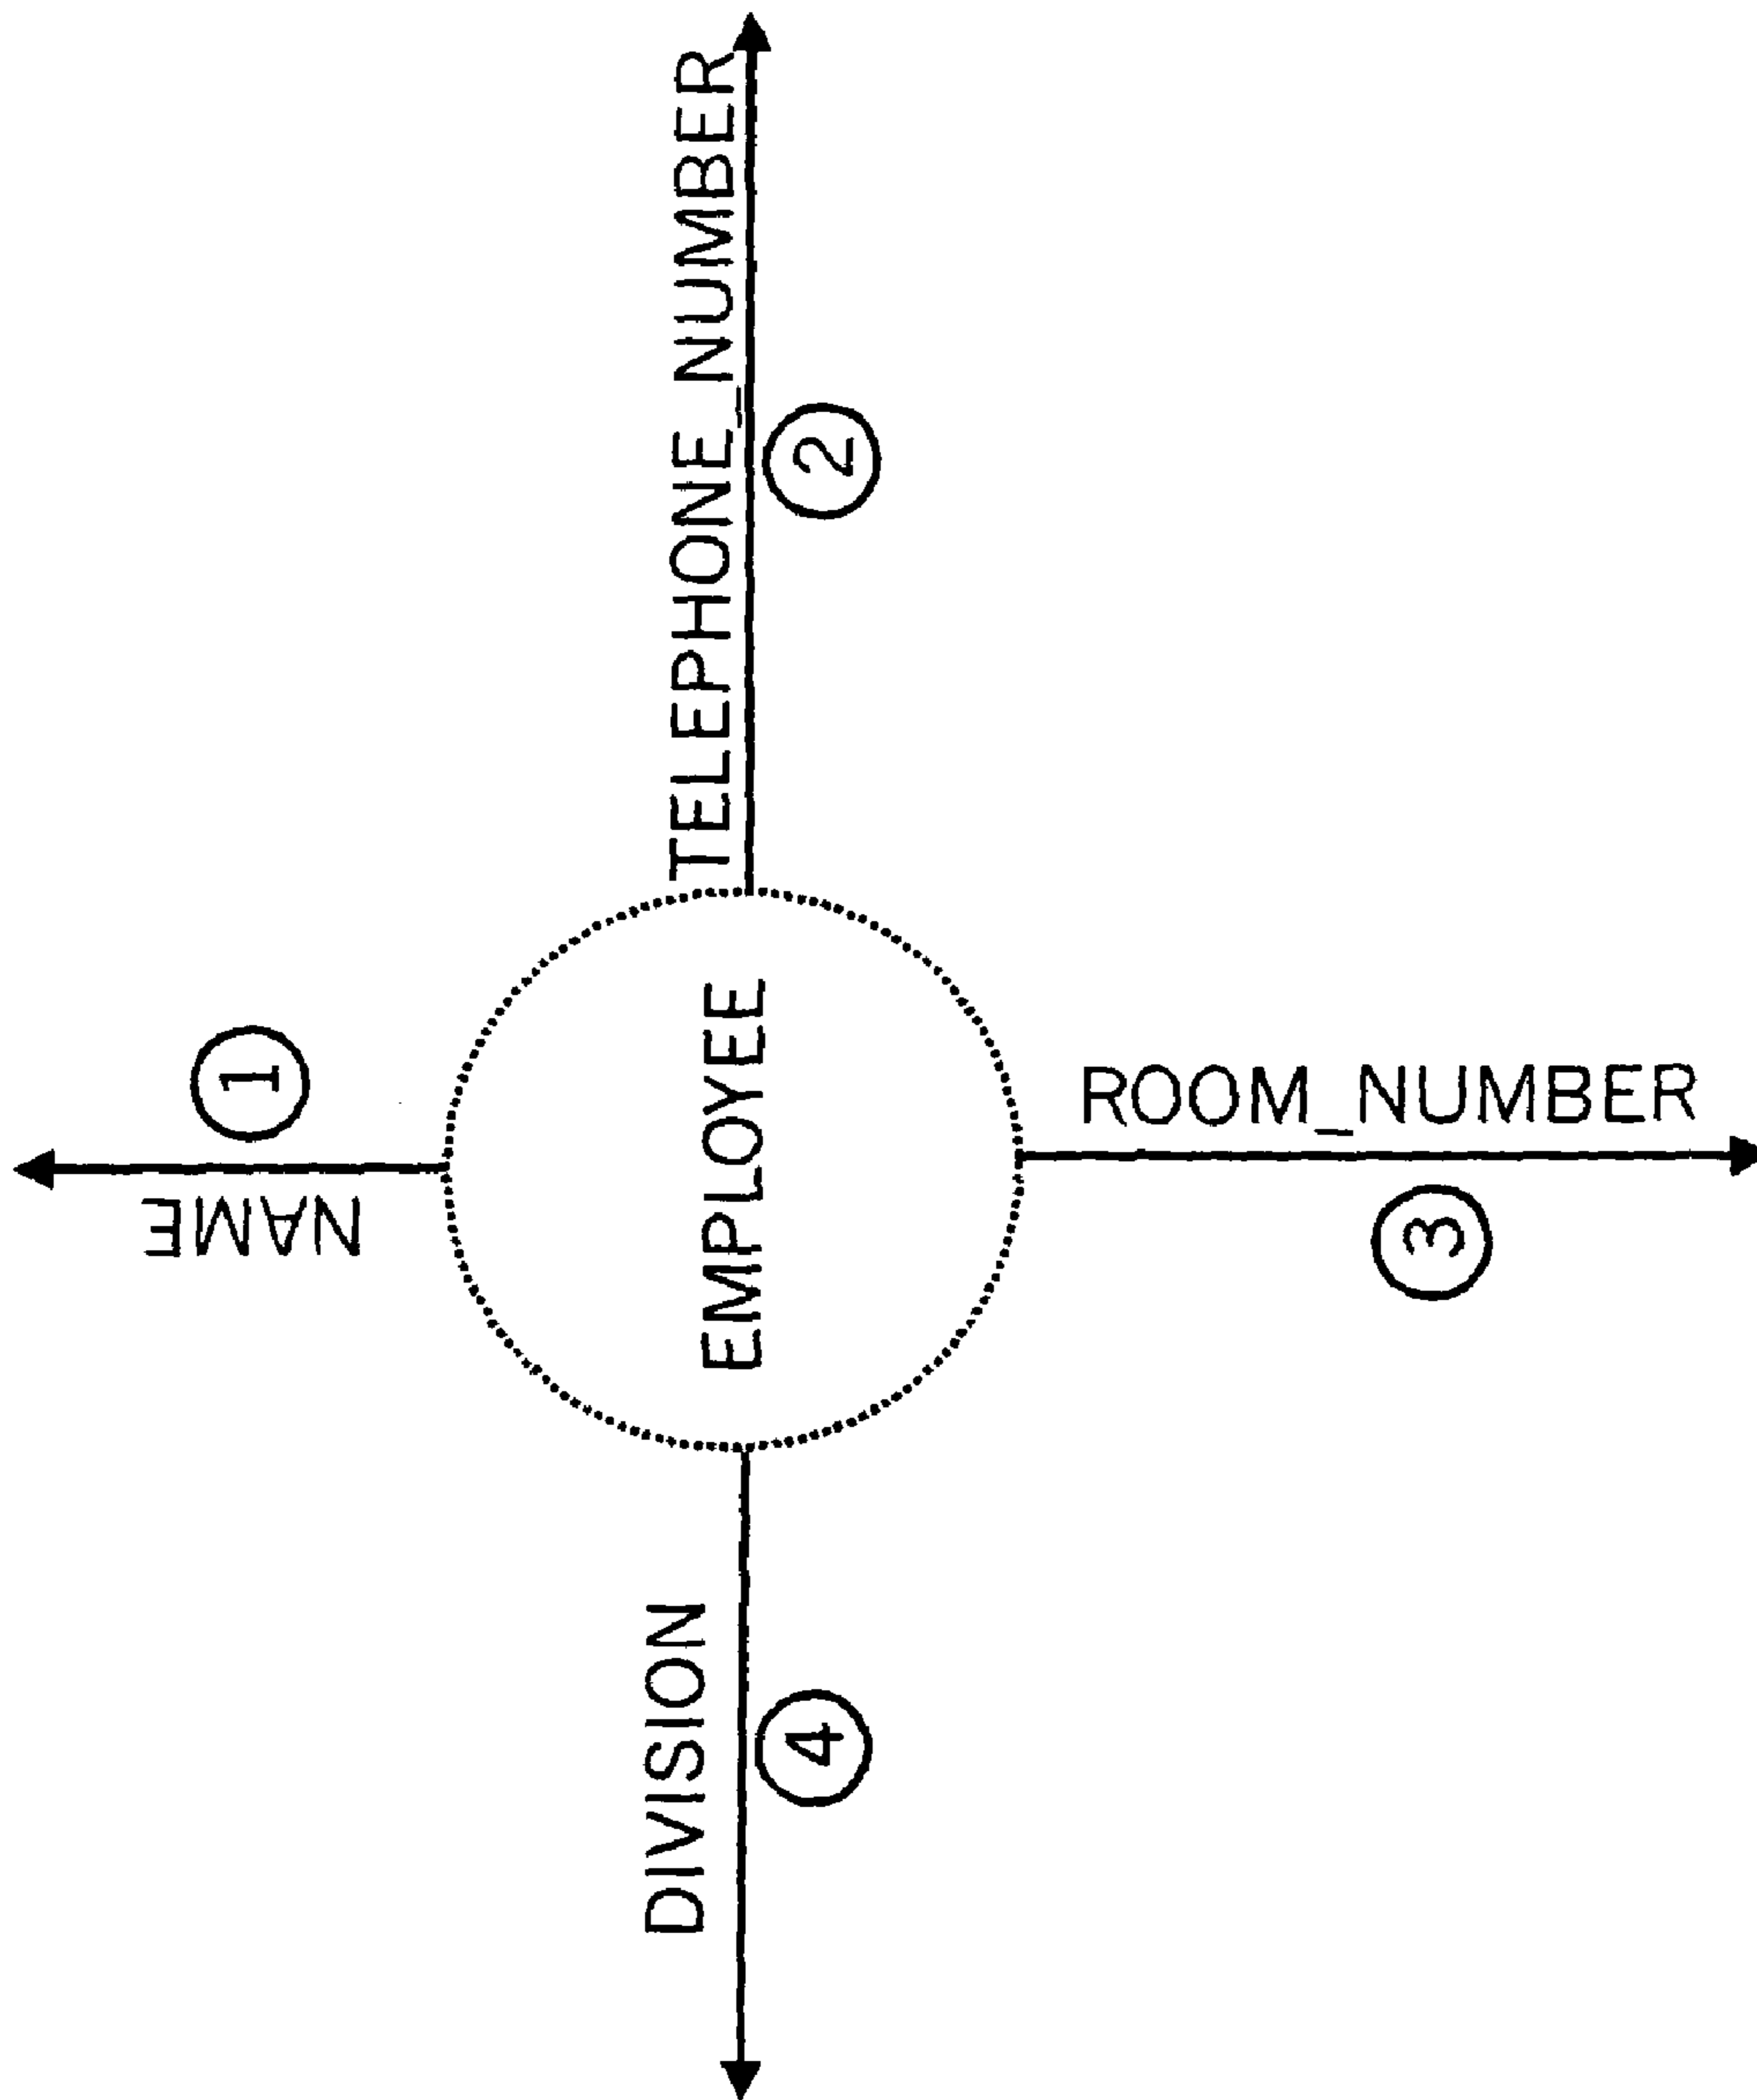 NAME
①
TELEPHONE_NUMBER
②
EMPLOYEE
ROOM_NUMBER
③
DIVISION
④